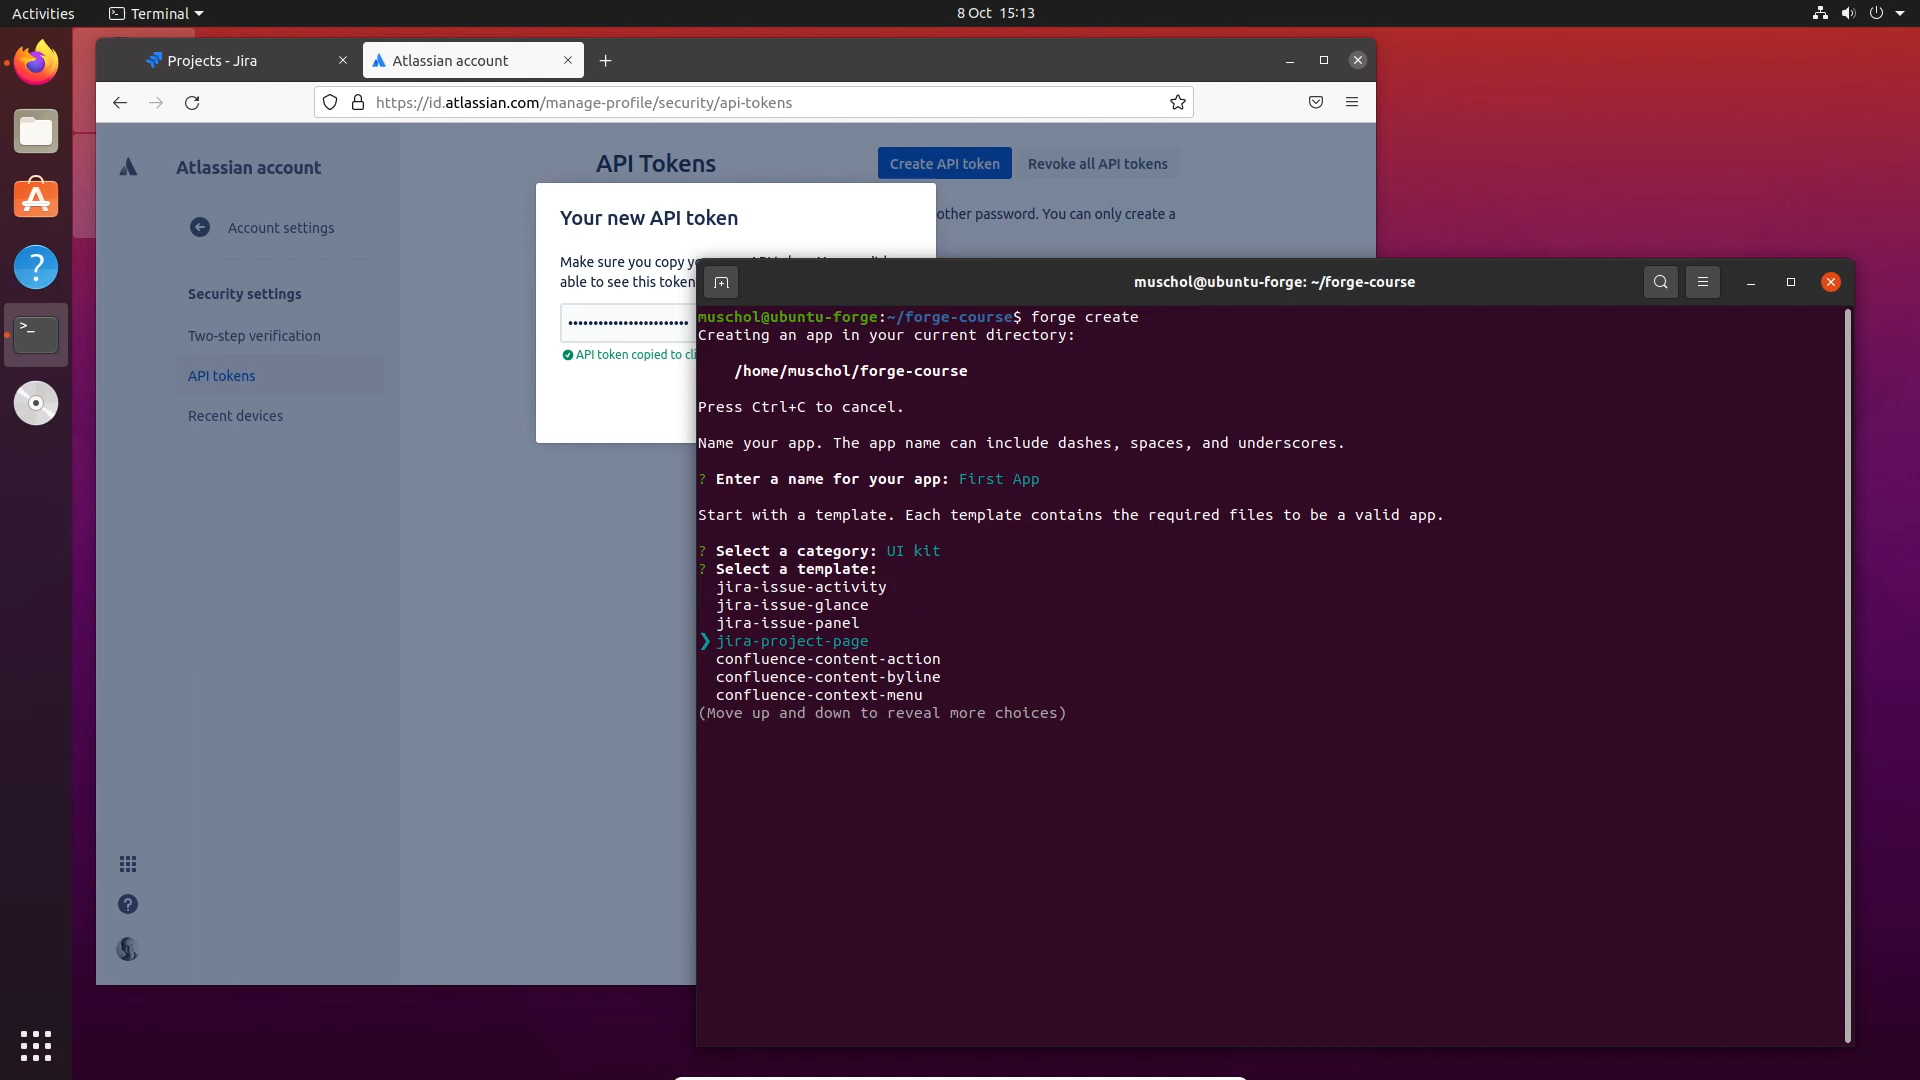 Activities
Terminal
8 Oct 15:13
Projects - Jira
Atlassian account
https://id.atlassian.com/manage-profile/security/api-tokens
Atlassian account
Account settings
Security settings
Two-step verification
API tokens
Recent devices
API Tokens
Create API token
Revoke all API tokens
other password. You can only create a
Your new API token
Make sure you copy
able to see this token
API token copied to
muschol@ubuntu-forge: ~/forge-course
muschol@ubuntu-forge:~/forge-course$ forge create
Creating an app in your current directory:
/home/muschol/forge-course
Press Ctrl+C to cancel.
Name your app. The app name can include dashes, spaces, and underscores.
? Enter a name for your app: First App
Start with a template. Each template contains the required files to be a valid app.
? Select a category: UI kit
? Select a template:
jira-issue-activity
jira-issue-glance
jira-issue-panel
❯ jira-project-page
confluence-content-action
confluence-content-byline
confluence-context-menu
(Move up and down to reveal more choices)